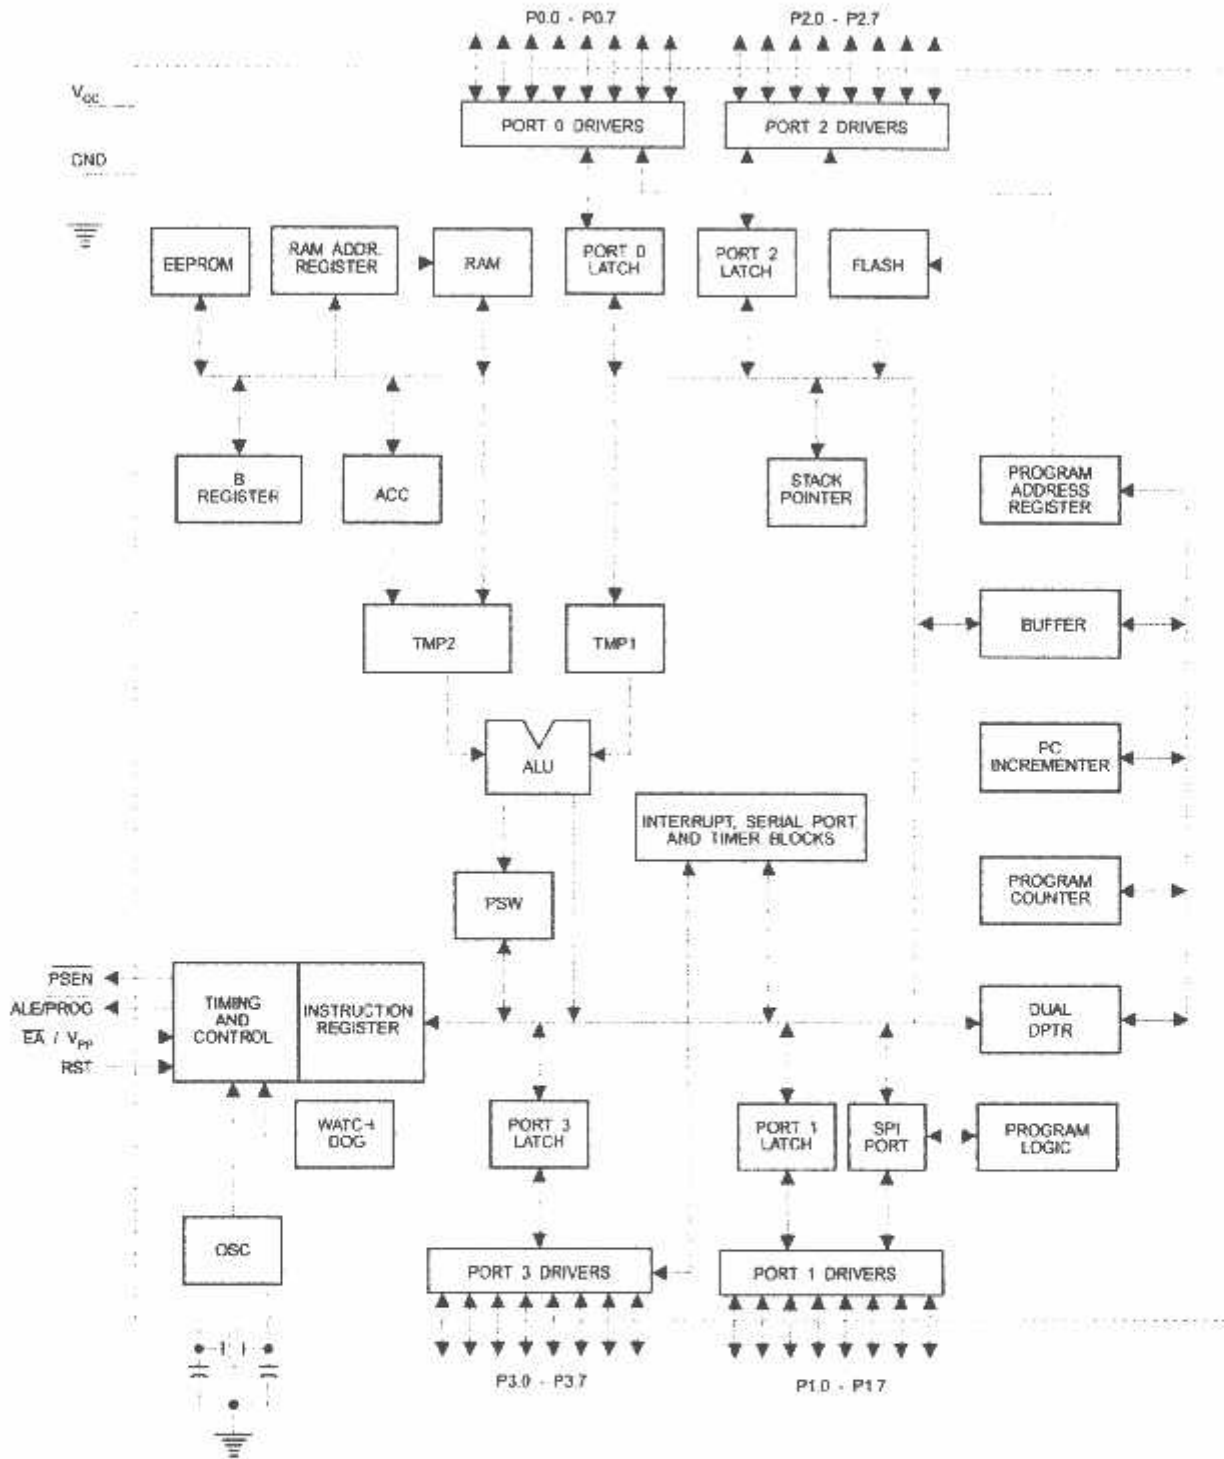 P0.0 - P0.7
P2.0 - P2.7
VCC
PORT 0 DRIVERS
PORT 2 DRIVERS
GND
EEPROM
RAM ADDR.
REGISTER
RAM
PORT 0
LATCH
PORT 2
LATCH
FLASH
B
REGISTER
ACC
STACK
POINTER
PROGRAM
ADDRESS
REGISTER
BUFFER
TMP2
TMP1
ALU
PC
INCREMENTER
INTERRUPT, SERIAL PORT,
AND TIMER BLOCKS
PSW
PROGRAM
COUNTER
PSEN
ALE/PROG
EA / VPP
RST
TIMING
AND
CONTROL
INSTRUCTION
REGISTER
DUAL
DPTR
WATCH
DOG
PORT 3
LATCH
PORT 1
LATCH
SPI
PORT
PROGRAM
LOGIC
OSC
PORT 3 DRIVERS
PORT 1 DRIVERS
P3.0 - P3.7
P1.0 - P1.7